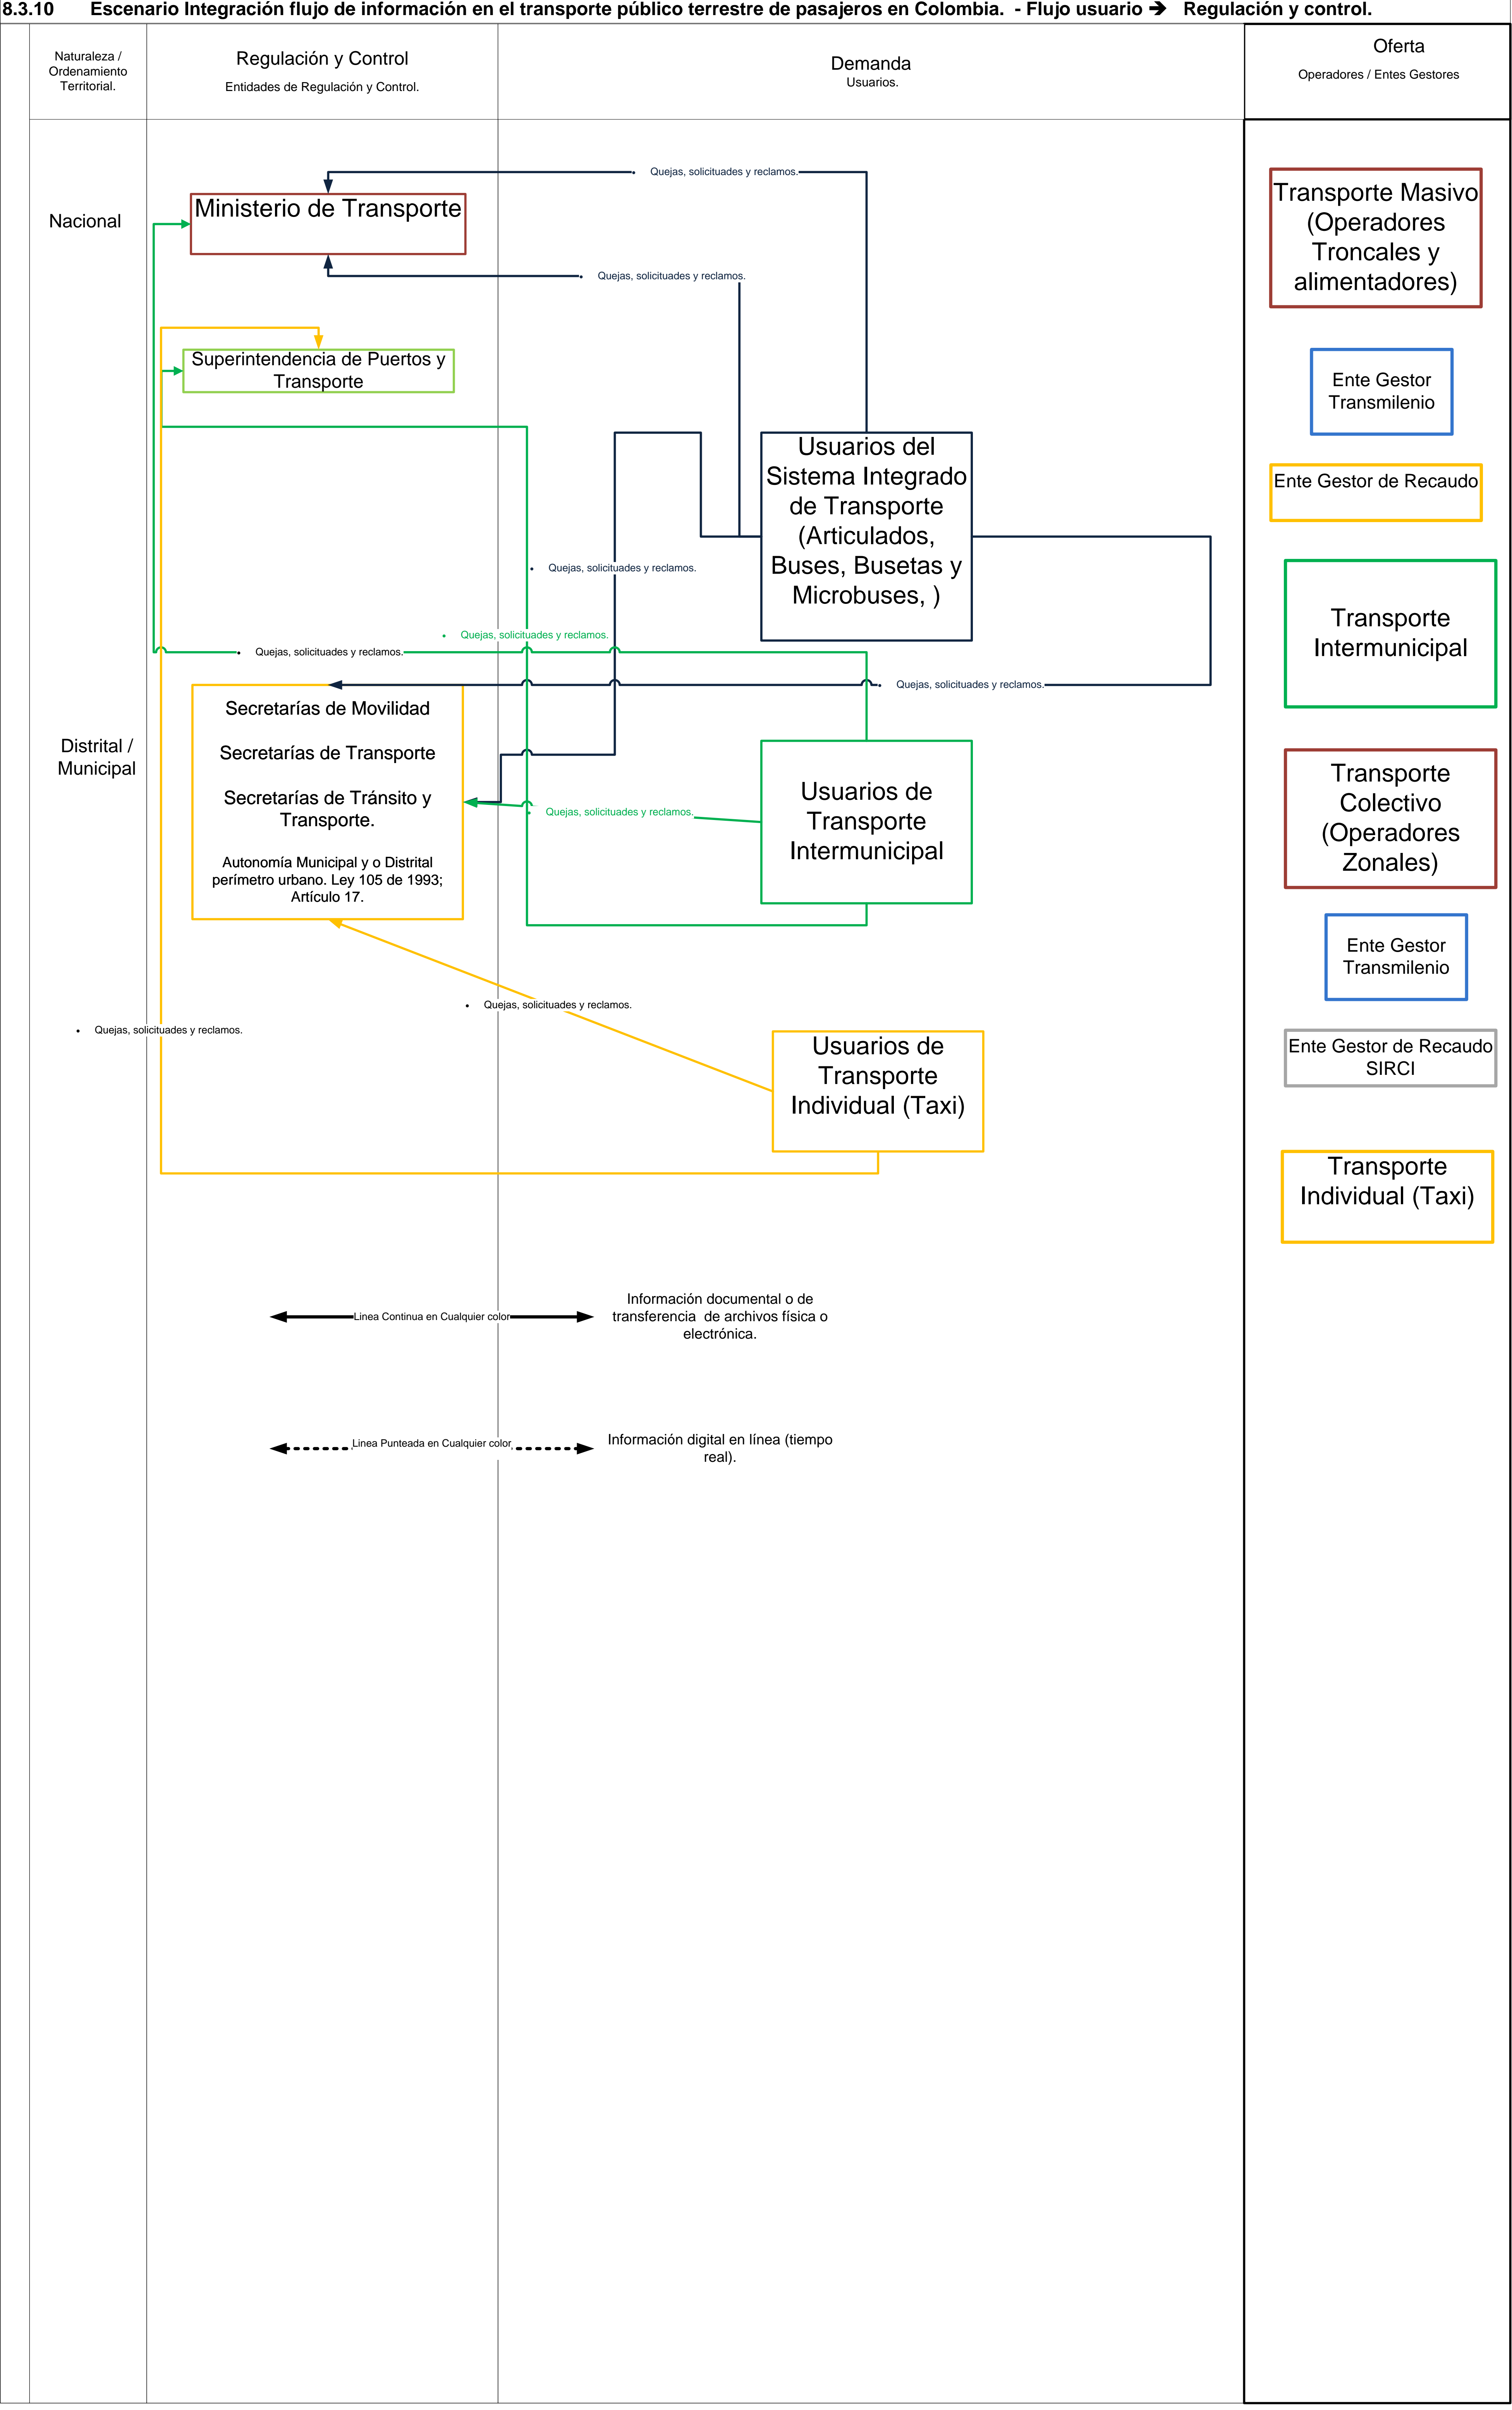 8.3.10 Escenario Integración flujo de información en el transporte público terrestre de pasajeros en Colombia. - Flujo usuario ➔ Regulación y control.
Naturaleza /
Ordenamiento
Territorial.
Regulación y Control
Entidades de Regulación y Control.
Demanda
Usuarios.
Oferta
Operadores / Entes Gestores
Nacional
Ministerio de Transporte
• Quejas, solicituades y reclamos.
• Quejas, solicituades y reclamos.
Superintendencia de Puertos y
Transporte
Usuarios del
Sistema Integrado
de Transporte
(Articulados,
Buses, Busetas y
Microbuses, )
• Quejas, solicituades y reclamos.
• Quejas, solicituades y reclamos.
• Quejas, solicituades y reclamos.
• Quejas, solicituades y reclamos.
Distrital /
Municipal
Secretarías de Movilidad
Secretarías de Transporte
Secretarías de Tránsito y
Transporte.
Autonomía Municipal y o Distrital
perímetro urbano. Ley 105 de 1993;
Artículo 17.
• Quejas, solicituades y reclamos.
Usuarios de
Transporte
Intermunicipal
• Quejas, solicituades y reclamos.
• Quejas, solicituades y reclamos.
Usuarios de
Transporte
Individual (Taxi)
Transporte Masivo
(Operadores
Troncales y
alimentadores)
Ente Gestor
Transmilenio
Ente Gestor de Recaudo
Transporte
Intermunicipal
Transporte
Colectivo
(Operadores
Zonales)
Ente Gestor
Transmilenio
Ente Gestor de Recaudo
SIRCI
Transporte
Individual (Taxi)
Linea Continua en Cualquier color
Información documental o de
transferencia de archivos física o
electrónica.
Linea Punteada en Cualquier color
Información digital en línea (tiempo
real).